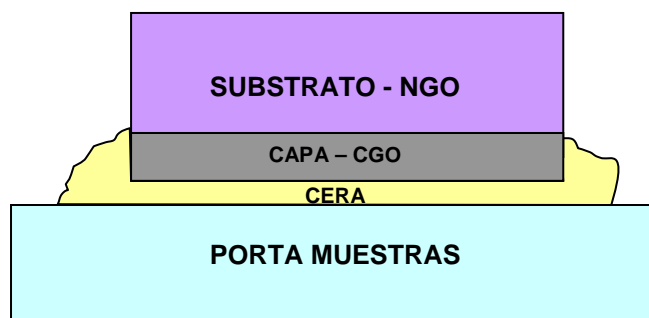 SUBSTRATO - NGO
CAPA – CGO
CERA
PORTA MUESTRAS